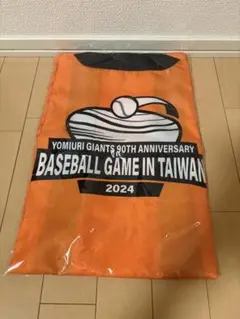 YOMIURI GIANTS 90TH ANNIVERSARY
BASEBALL GAME IN TAIWAN
2024